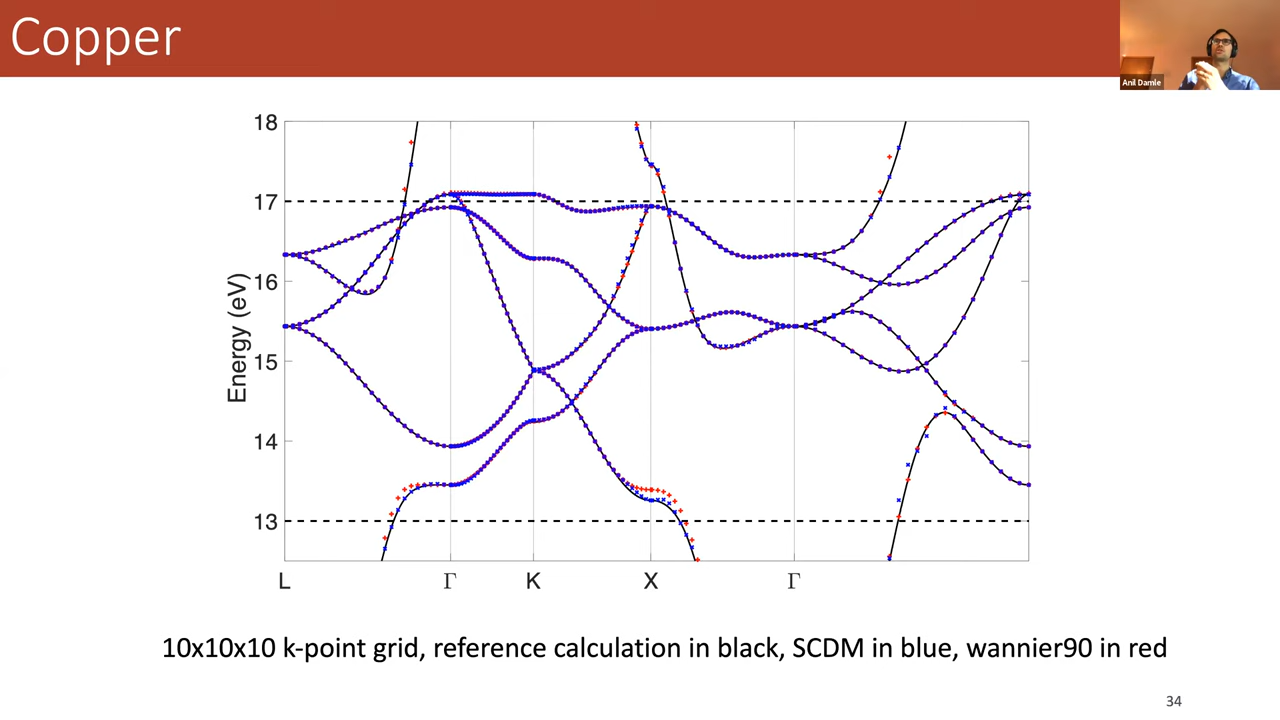 Copper
Anil Damle
18
17
16
15
14
13
Energy (eV)
L Γ K X Γ
10x10x10 k-point grid, reference calculation in black, SCDM in blue, wannier90 in red
34